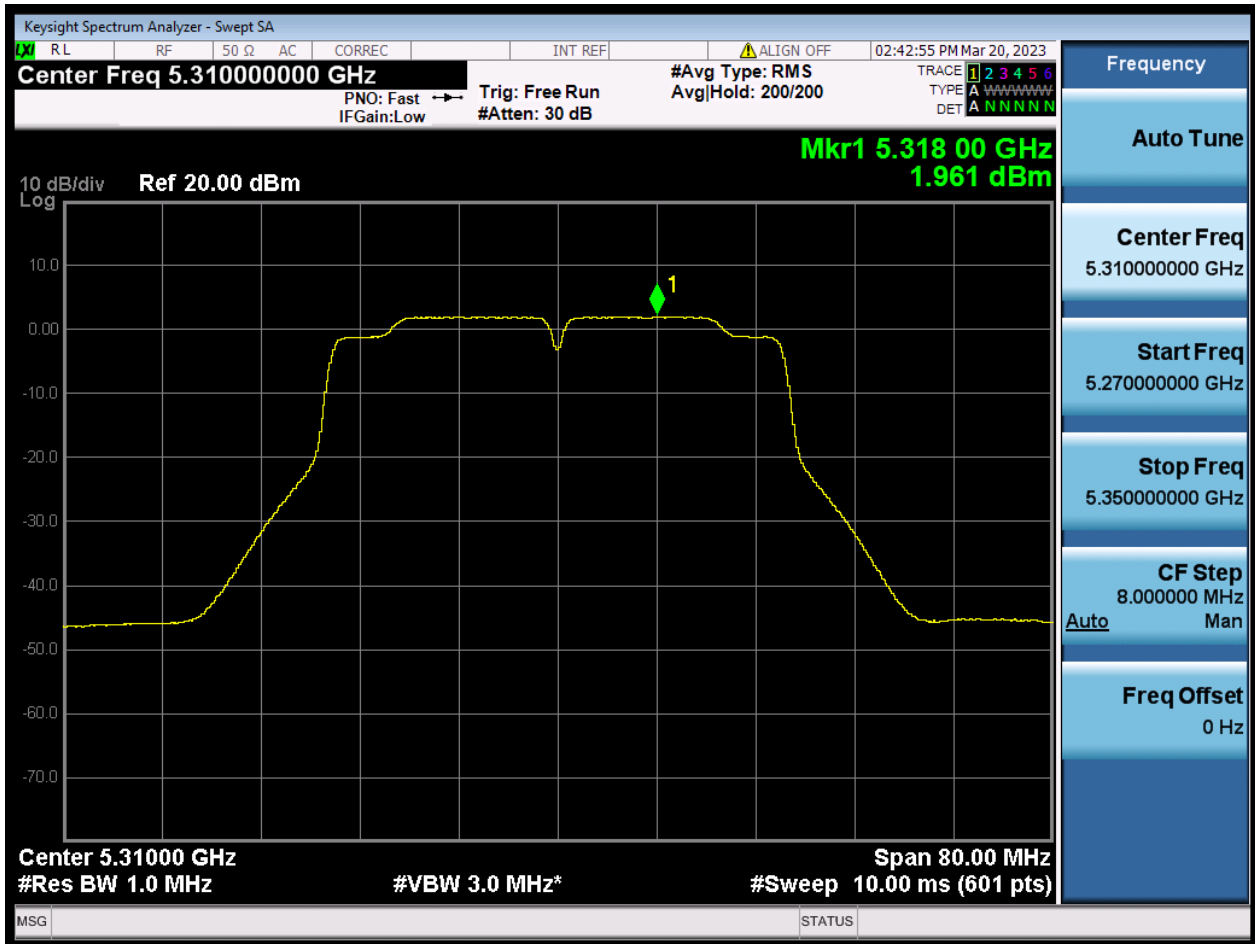 Keysight Spectrum Analyzer - Swept SA
LXI RL RF 50 Ω AC CORREC INT REF ALIGN OFF 02:42:55 PM Mar 20, 2023
Center Freq 5.310000000 GHz
PNO: Fast
IFGain:Low
Trig: Free Run
#Atten: 30 dB
#Avg Type: RMS
Avg|Hold: 200/200
TRACE 1 2 3 4 5 6
TYPE A WWWWW
DET A N N N N N
Mkr1 5.318 00 GHz
1.961 dBm
10 dB/div Ref 20.00 dBm
Log
10.0
0.00
-10.0
-20.0
-30.0
-40.0
-50.0
-60.0
-70.0
1
Center 5.31000 GHz Span 80.00 MHz
#Res BW 1.0 MHz #VBW 3.0 MHz* #Sweep 10.00 ms (601 pts)
MSG STATUS
Frequency
Auto Tune
Center Freq
5.310000000 GHz
Start Freq
5.270000000 GHz
Stop Freq
5.350000000 GHz
CF Step
8.000000 MHz
Auto Man
Freq Offset
0 Hz